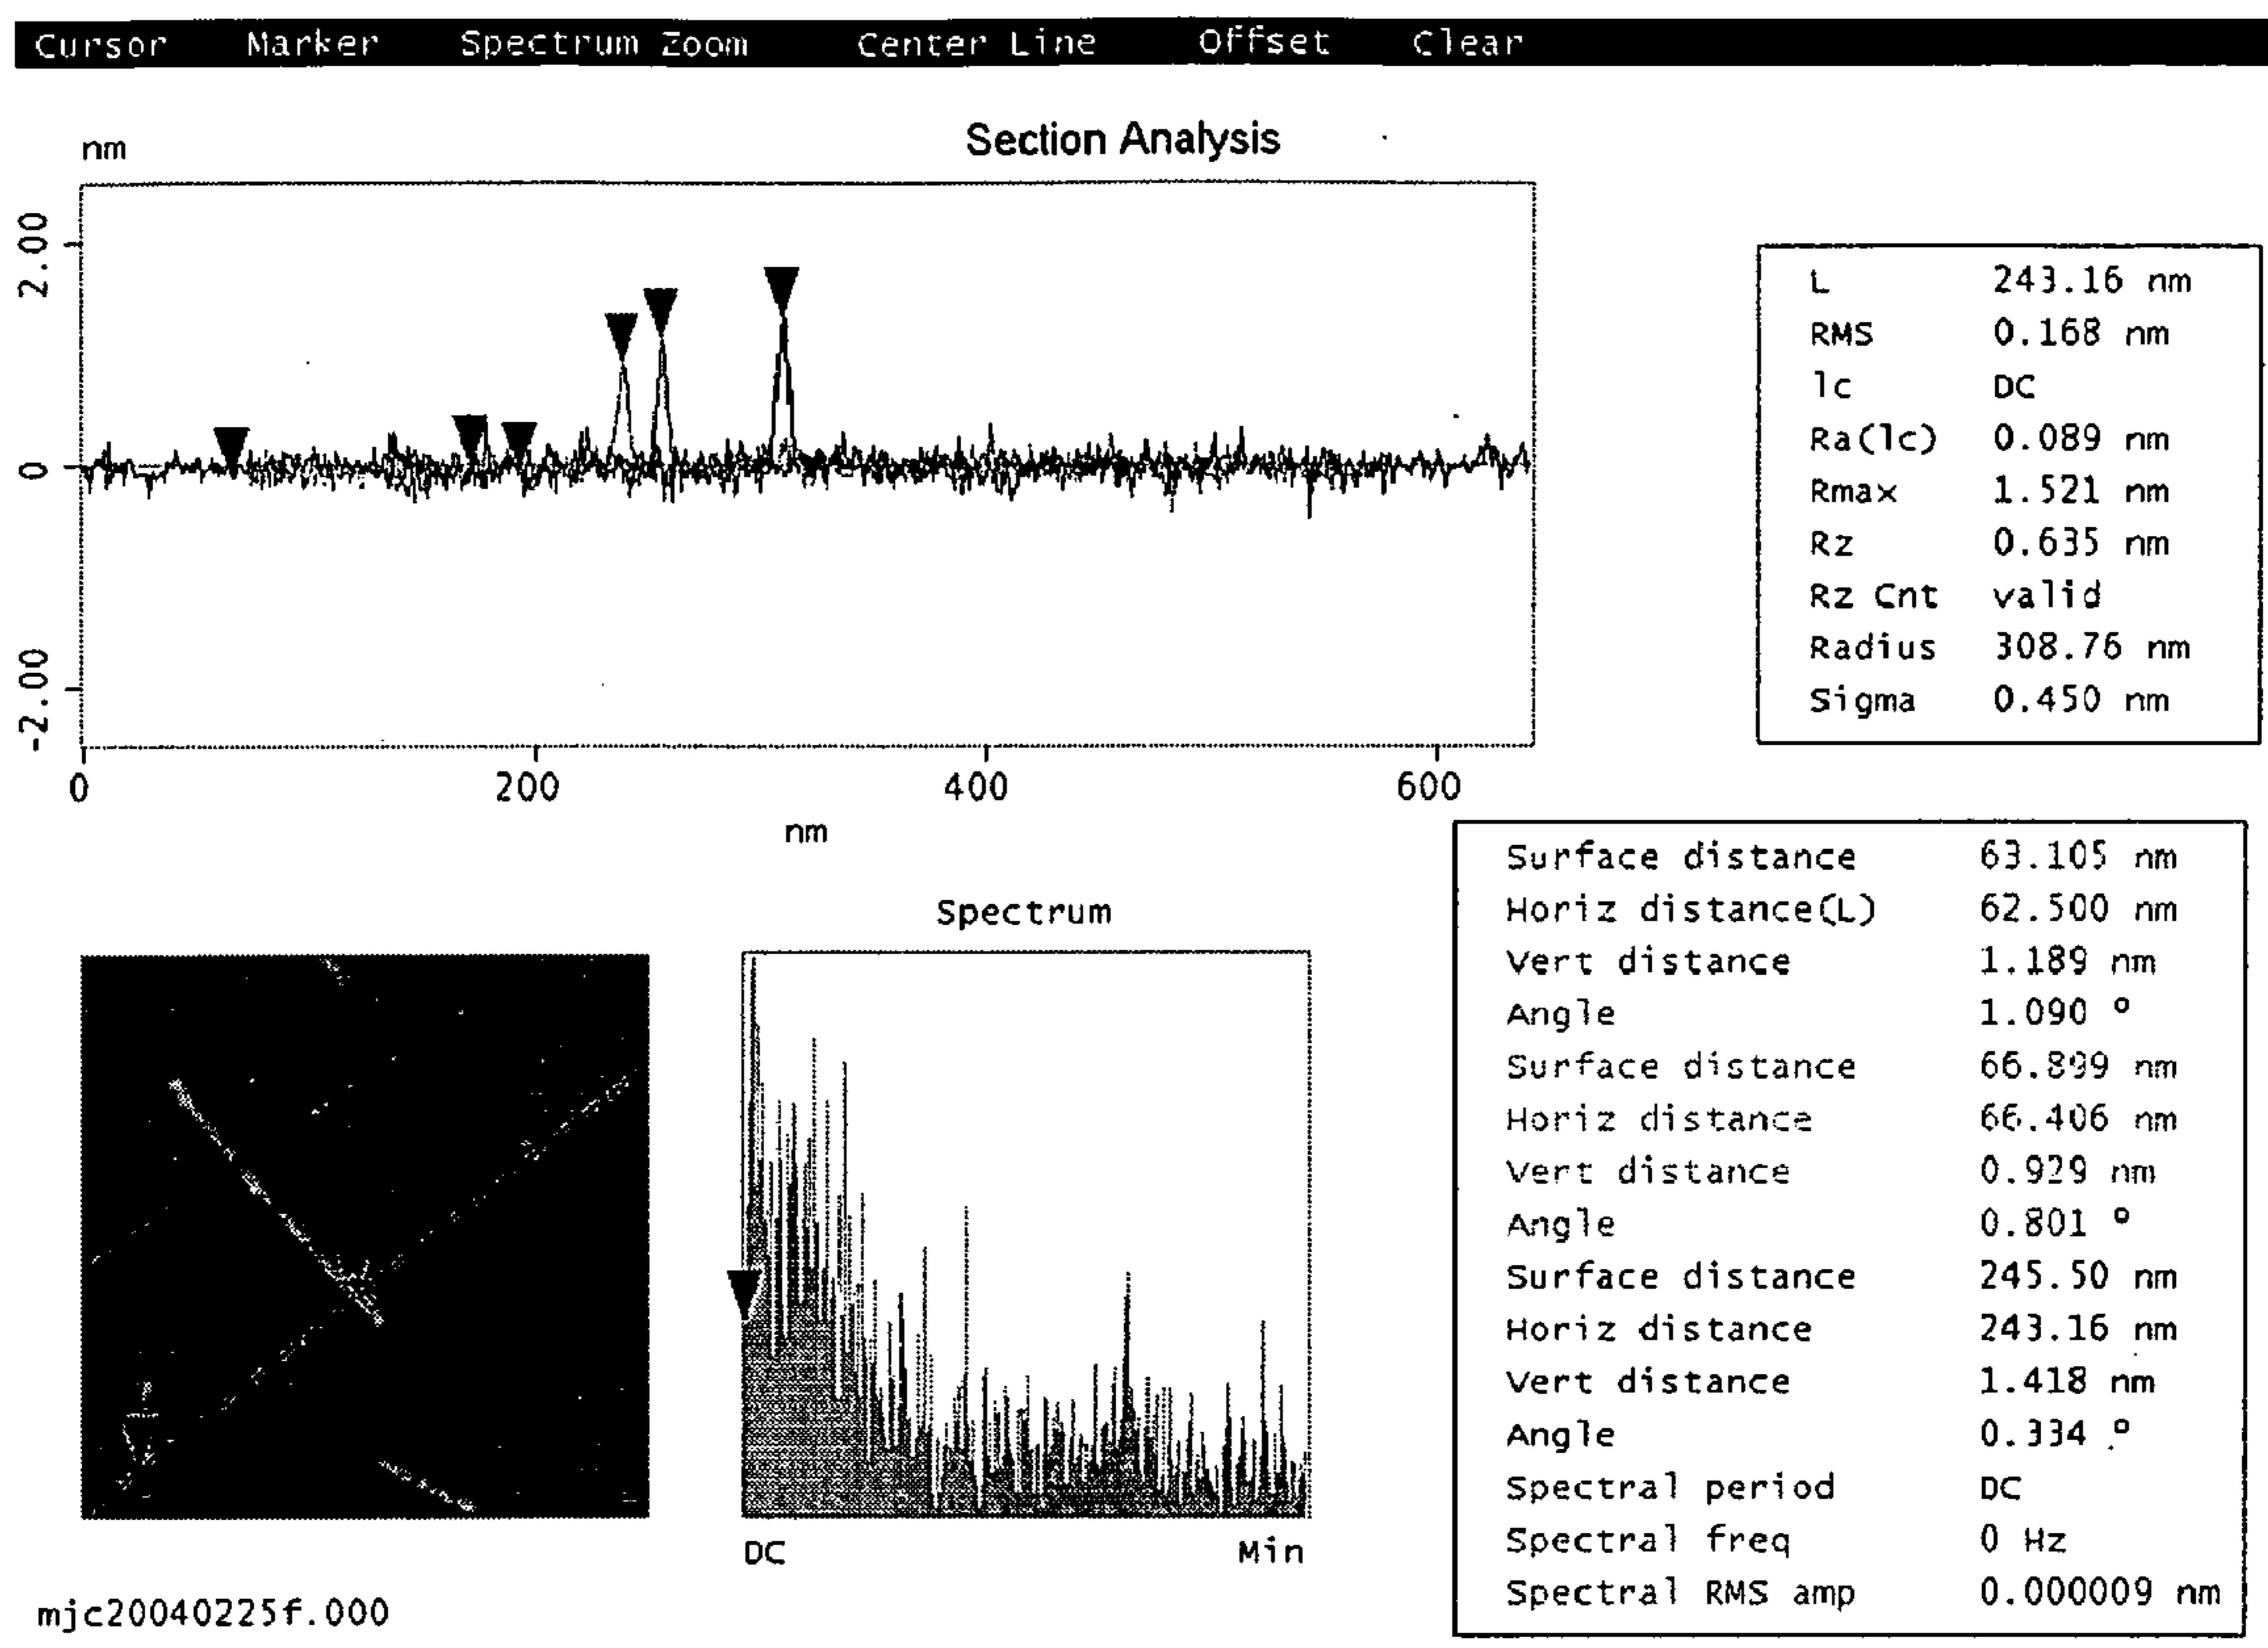 Cursor Marker Spectrum Zoom Center Line Offset Clear
Section Analysis
nm
2.00
0
-2.00
0 200 400 600
nm
L 243.16 nm
RMS 0.168 nm
lc DC
Ra(lc) 0.089 nm
Rmax 1.521 nm
Rz 0.635 nm
Rz Cnt valid
Radius 308.76 nm
Sigma 0.450 nm
Surface distance 63.105 nm
Horiz distance(L) 62.500 nm
Vert distance 1.189 nm
Angle 1.090 °
Surface distance 66.899 nm
Horiz distance 66.406 nm
Vert distance 0.929 nm
Angle 0.801 °
Surface distance 245.50 nm
Horiz distance 243.16 nm
Vert distance 1.418 nm
Angle 0.334 °
Spectral period DC
Spectral freq 0 Hz
Spectral RMS amp 0.000009 nm
Spectrum
DC Min
mjc20040225f.000